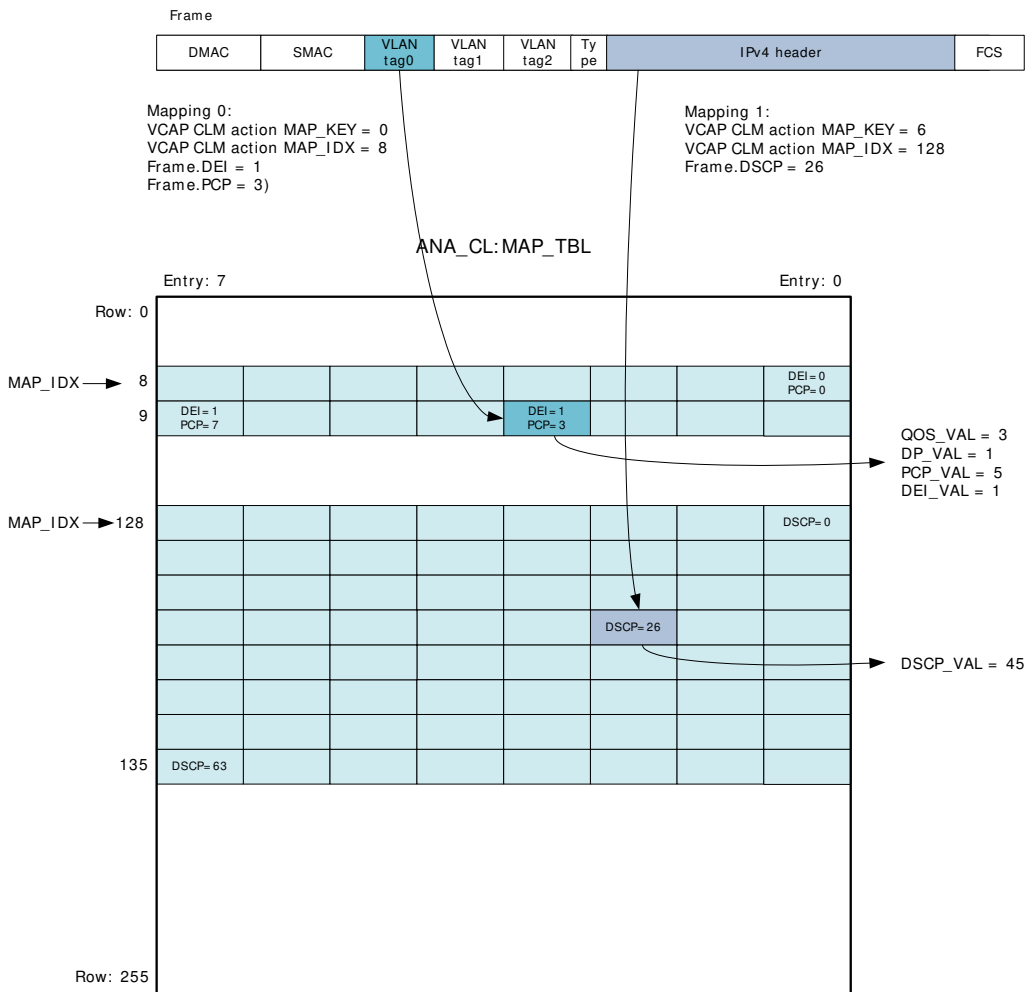 Frame
DMAC SMAC VLAN tag0 VLAN tag1 VLAN tag2 Ty pe IPv4 header FCS
Mapping 0:
VCAP CLM action MAP_KEY = 0
VCAP CLM action MAP_IDX = 8
Frame.DEI = 1
Frame.PCP = 3)
Mapping 1:
VCAP CLM action MAP_KEY = 6
VCAP CLM action MAP_IDX = 128
Frame.DSCP = 26
ANA_CL:MAP_TBL
Entry: 7 Entry: 0
Row: 0
MAP_IDX 8
DEI=0
PCP=0
9
DEI=1
PCP=7
DEI=1
PCP=3
QOS_VAL = 3
DP_VAL = 1
PCP_VAL = 5
DEI_VAL = 1
MAP_IDX 128 DSCP=0
DSCP=26
DSCP_VAL = 45
135 DSCP=63
Row: 255